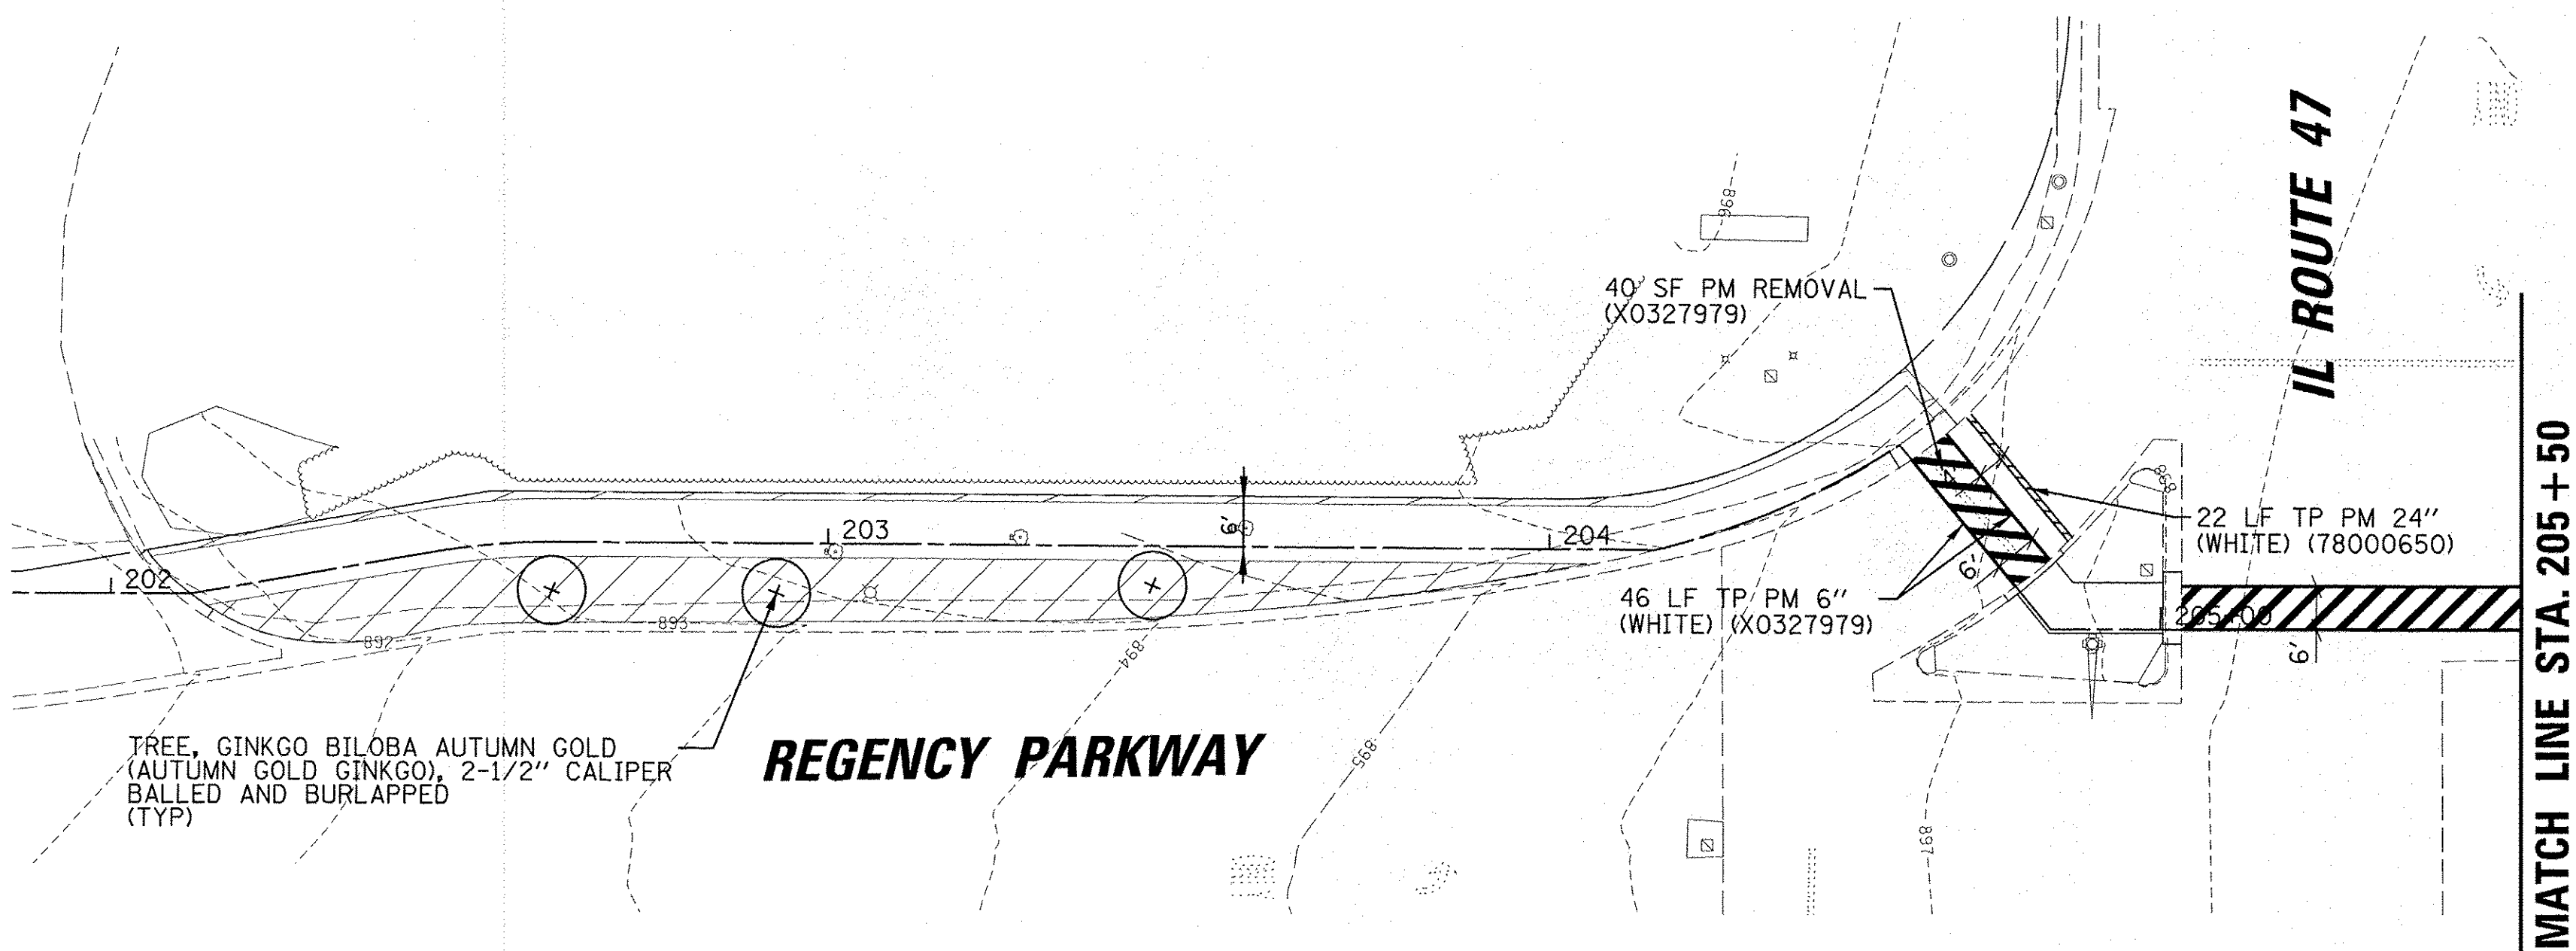 IL ROUTE 47
896
40 SF PM REMOVAL
(X0327979)
MATCH LINE STA. 205+50
22 LF TP PM 24"
(WHITE) (78000650)
203
6'
204
202
6'
46 LF TP PM 6"
(WHITE) (X0327979)
205+00
6'
892
893
894
895
897
TREE, GINKGO BILOBA AUTUMN GOLD
(AUTUMN GOLD GINKGO), 2-1/2" CALIPER
BALLED AND BURLAPPED
(TYP)
REGENCY PARKWAY